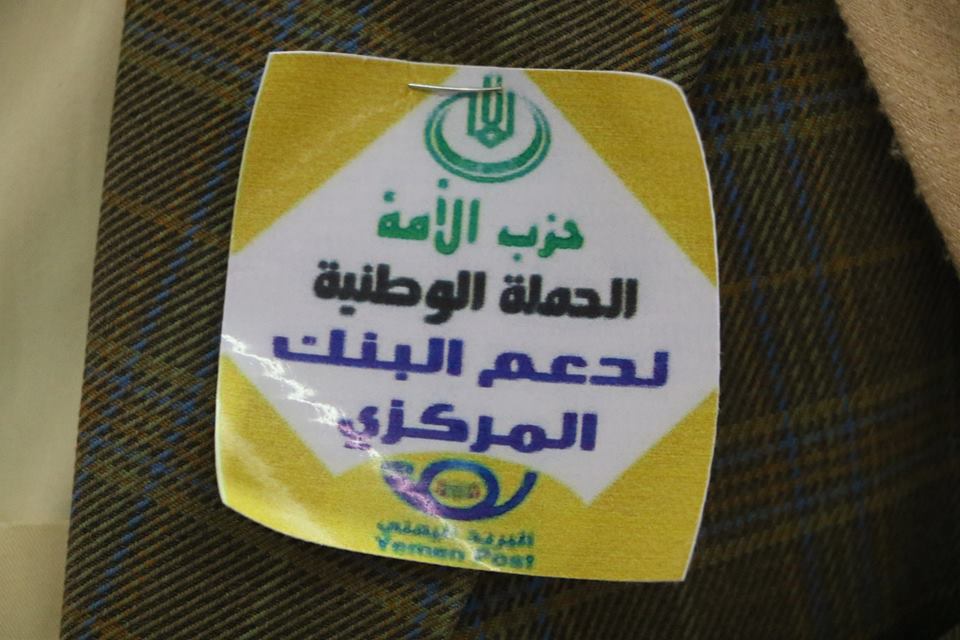 حزب الأمة
الحملة الوطنية
لدعم البنك
المركزي
البريد اليمني
Yemen Post